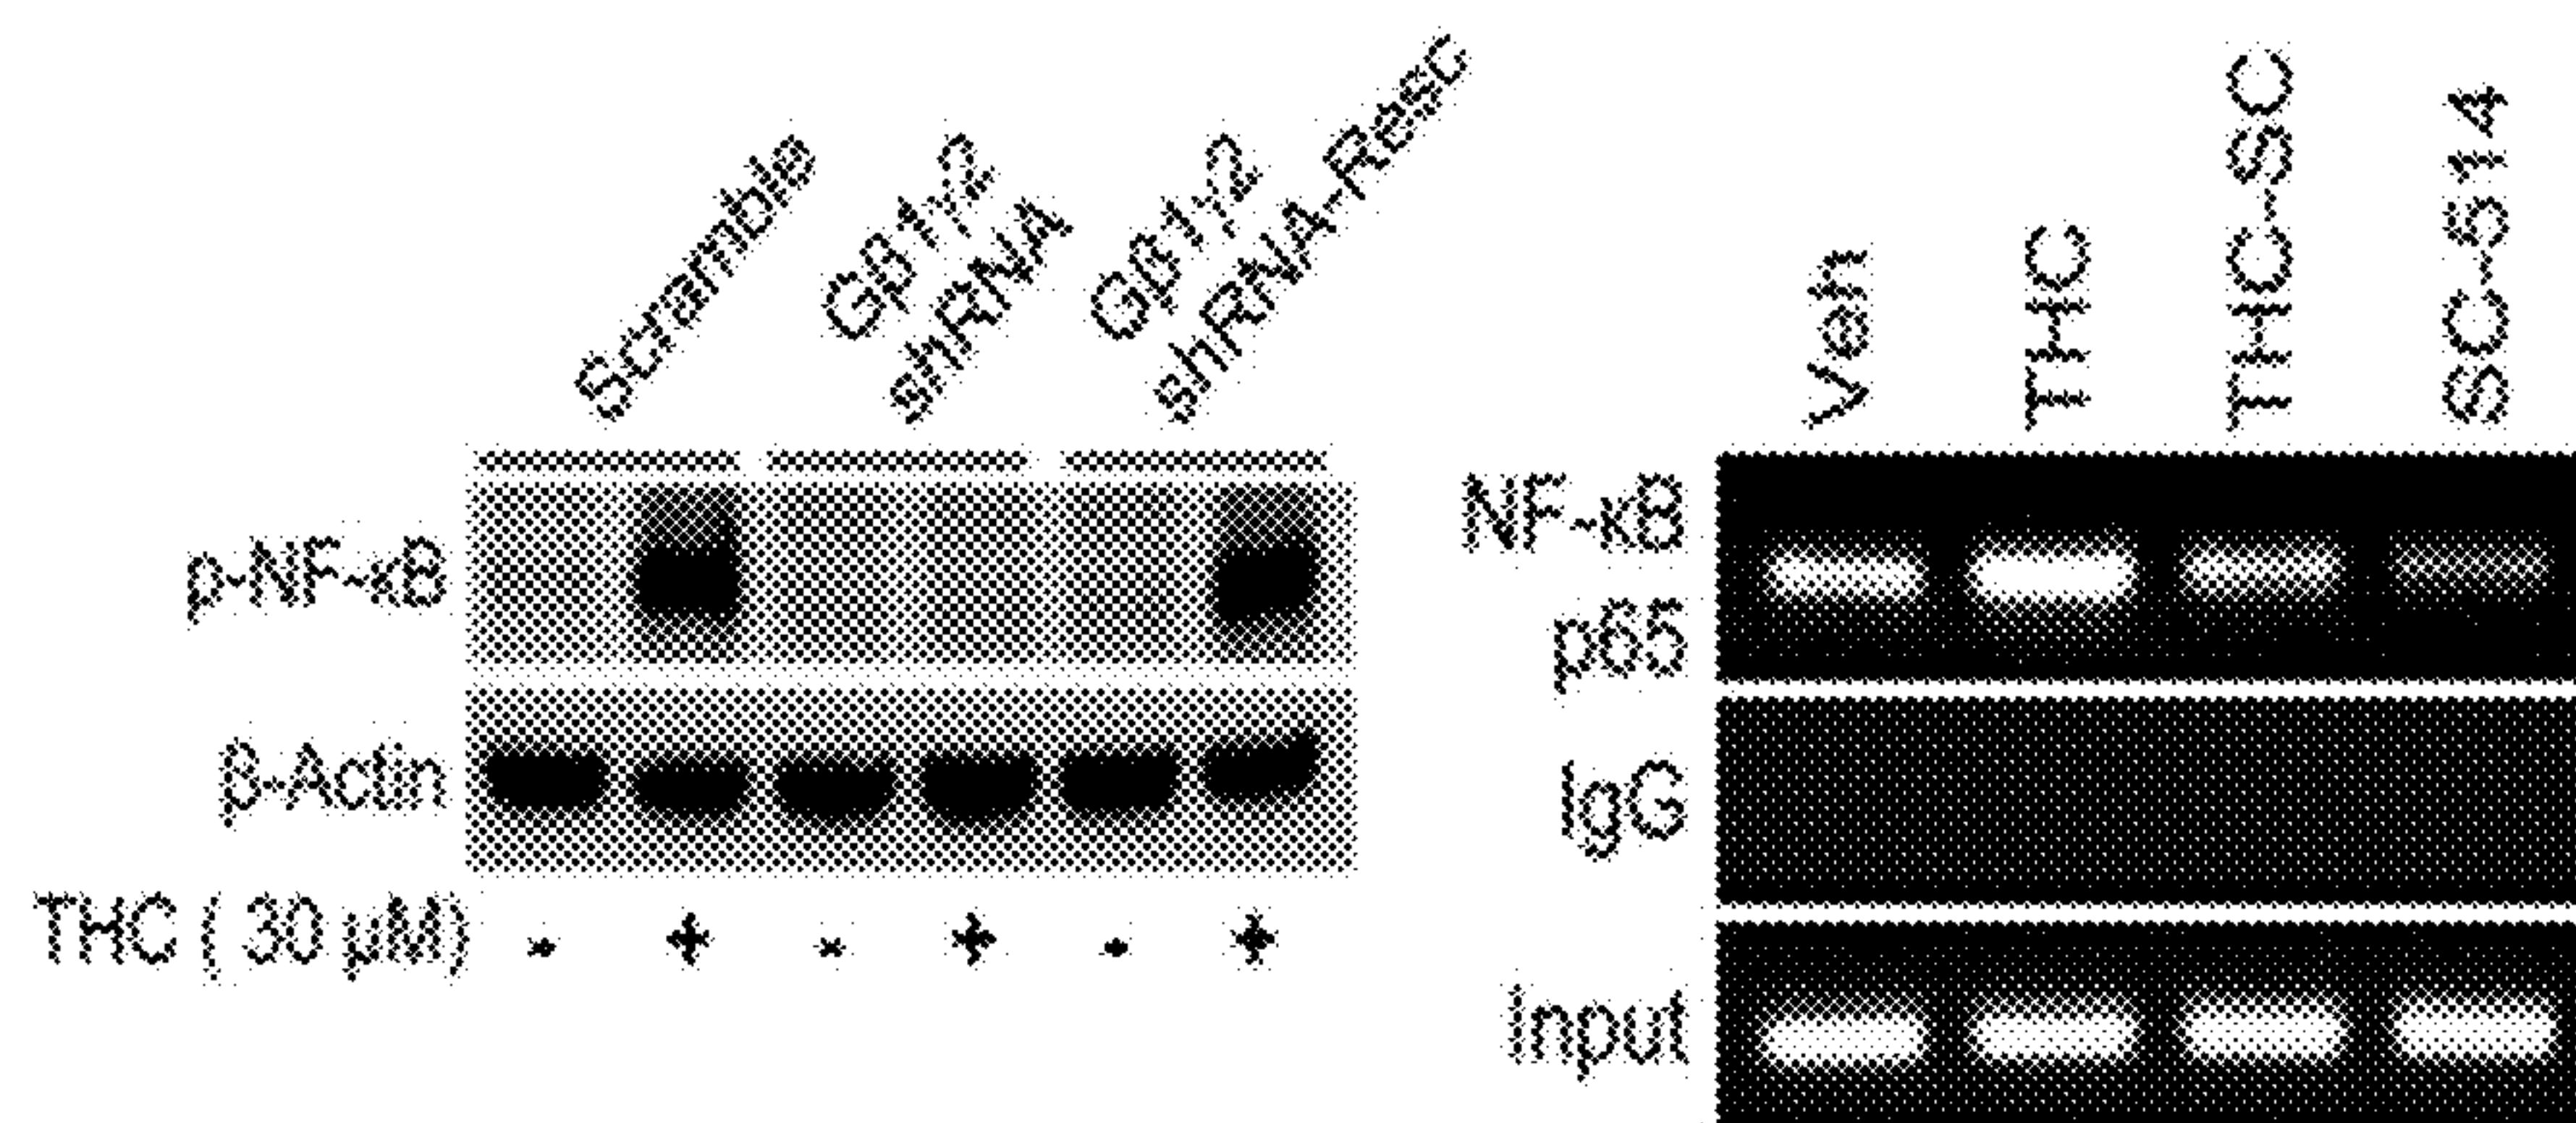 Scramble
Gβ1γ2
shRNA
Gβ1γ2
shRNA-Resc
p-NF-κB
β-Actin
THC ( 30 µM) - + - + - +
Veh
THC
THC-SC
SC-514
NF-κB
p65
IgG
Input